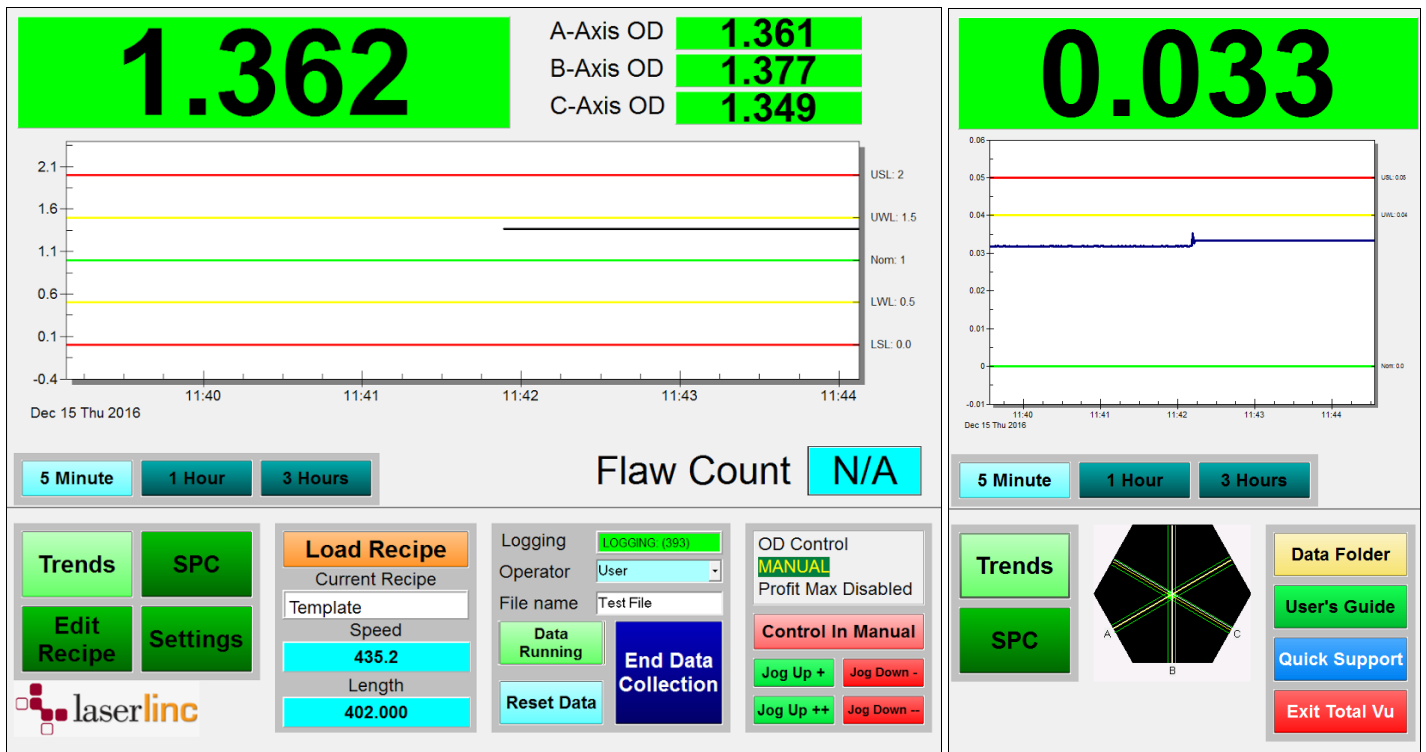 1.362
A-Axis OD 1.361
B-Axis OD 1.377
C-Axis OD 1.349
2.1
1.6
1.1
0.6
0.1
-0.4
USL: 2
UWL: 1.5
Nom: 1
LWL: 0.5
LSL: 0.0
11:40 11:41 11:42 11:43 11:44
Dec 15 Thu 2016
5 Minute 1 Hour 3 Hours
Flaw Count N/A
Trends SPC
Edit Recipe Settings
laserlinc
Load Recipe
Current Recipe
Template
Speed
435.2
Length
402.000
Logging LOGGING: (393)
Operator User
File name Test File
Data Running
Reset Data
End Data Collection
OD Control
MANUAL
Profit Max Disabled
Control In Manual
Jog Up + Jog Down -
Jog Up ++ Jog Down --
0.033
0.06
0.05
0.04
0.03
0.02
0.01
0
-0.01
USL: 0.05
UWL: 0.04
Nom: 0.0
11:40 11:41 11:42 11:43 11:44
Dec 15 Thu 2016
5 Minute 1 Hour 3 Hours
Trends
SPC
A
B
C
Data Folder
User's Guide
Quick Support
Exit Total Vu